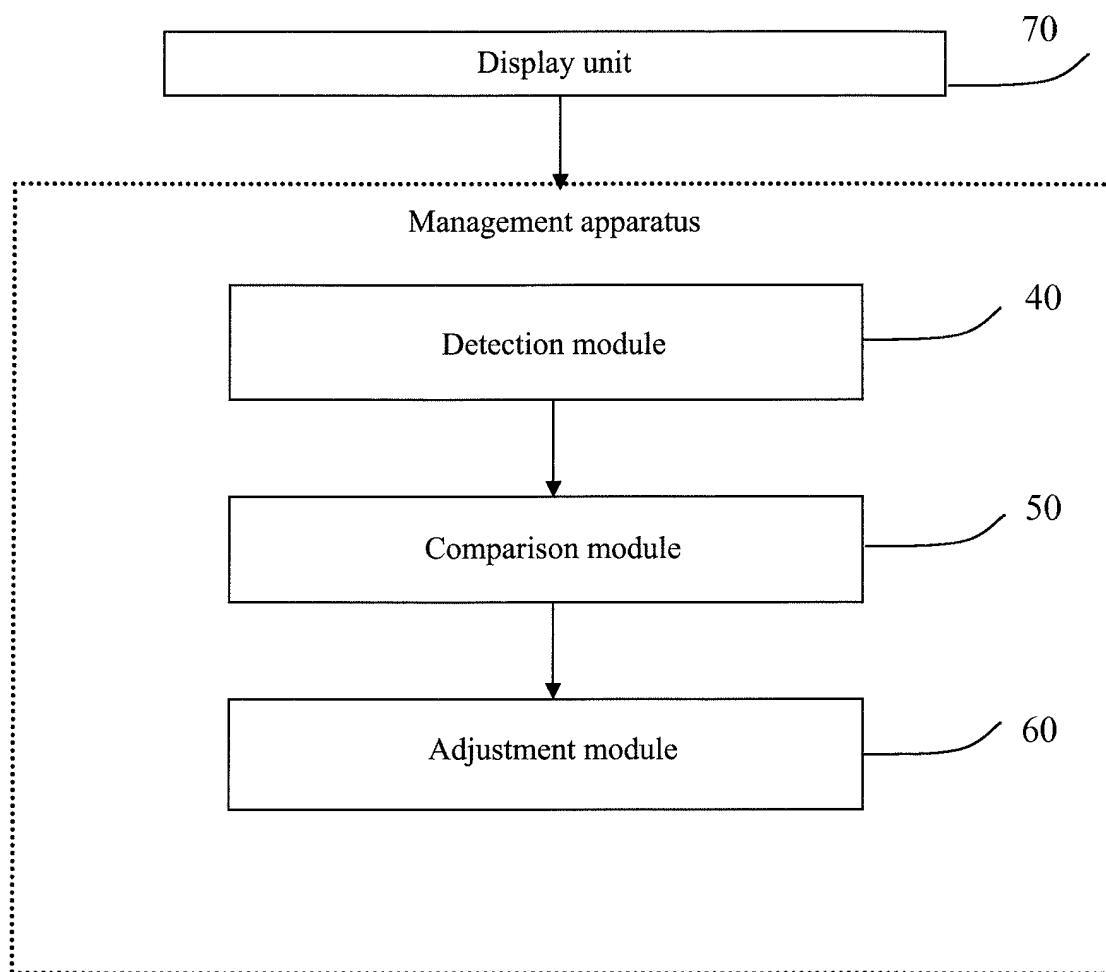 70
Display unit
Management apparatus
40
Detection module
50
Comparison module
60
Adjustment module